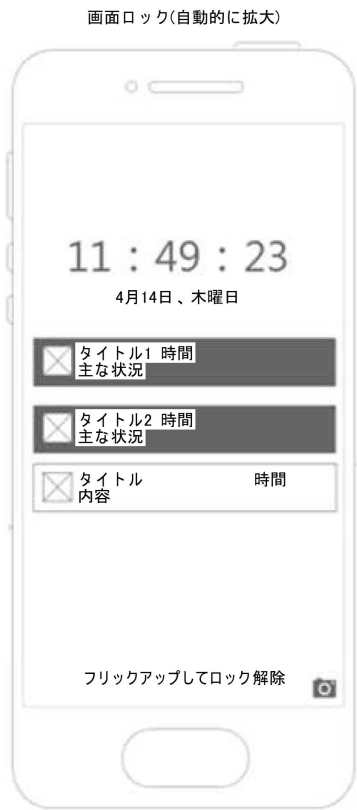 画面ロック(自動的に拡大)
11：49：23
4月14日、木曜日
タイトル1 時間
主な状況
タイトル2 時間
主な状況
タイトル 時間
内容
フリックアップしてロック解除